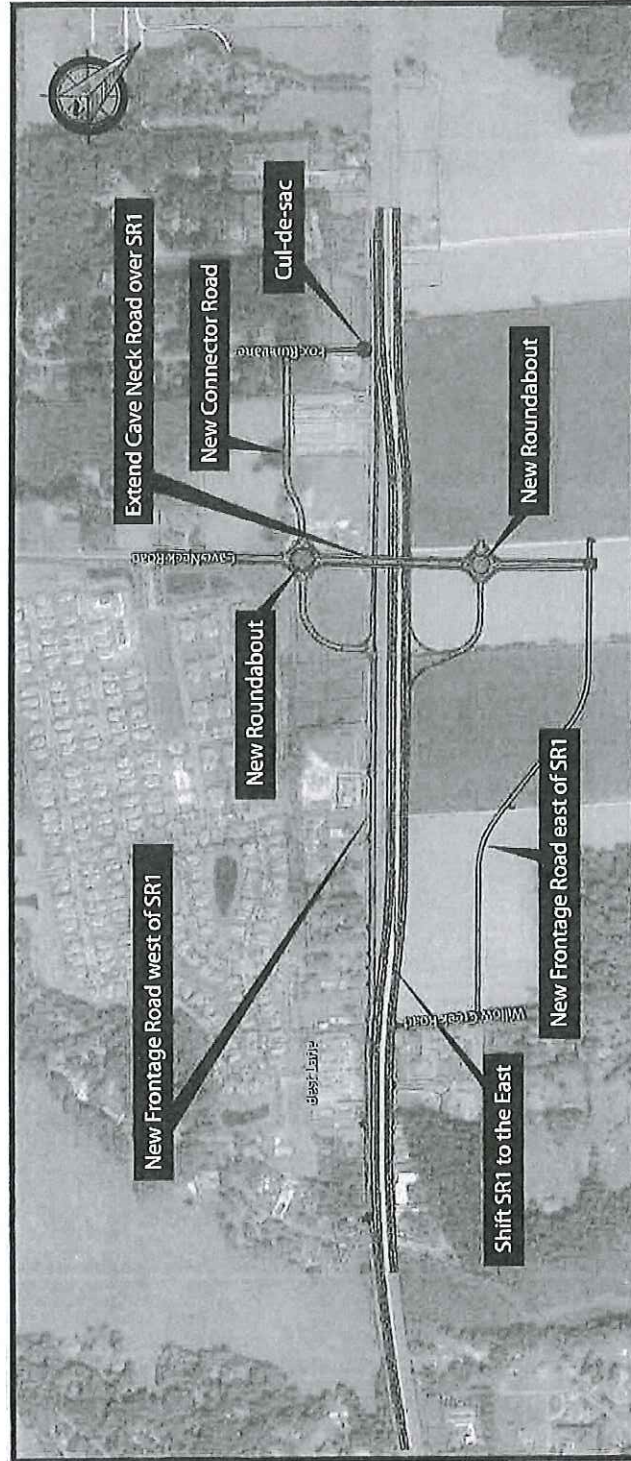 Extend Cave Neck Road over SR1
New Frontage Road west of SR1
New Connector Road
Cul-de-sac
New Roundabout
Cave Neck Road
Fox Run Lane
Best Lane
Willow Creek Road
New Roundabout
Shift SR1 to the East
New Frontage Road east of SR1